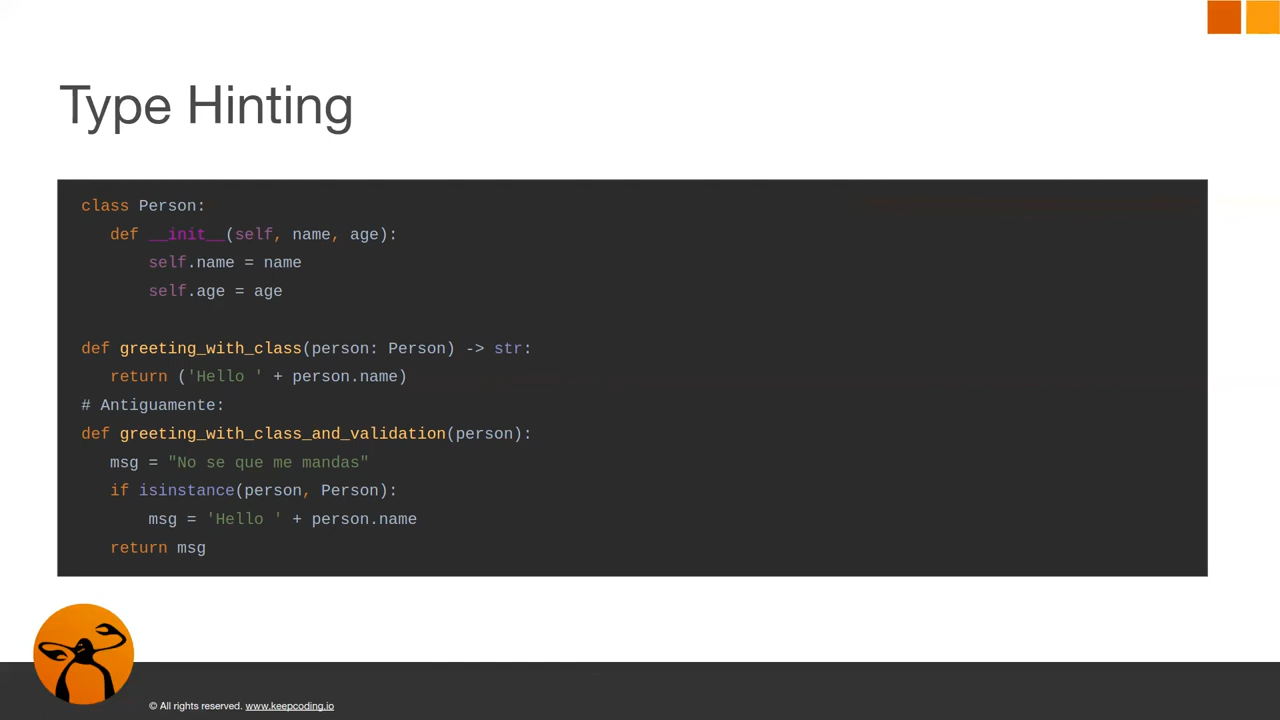 Type Hinting
class Person:
    def __init__(self, name, age):
        self.name = name
        self.age = age
def greeting_with_class(person: Person) -> str:
    return ('Hello ' + person.name)
# Antiguamente:
def greeting_with_class_and_validation(person):
    msg = "No se que me mandas"
    if isinstance(person, Person):
        msg = 'Hello ' + person.name
    return msg
© All rights reserved. www.keepcoding.io